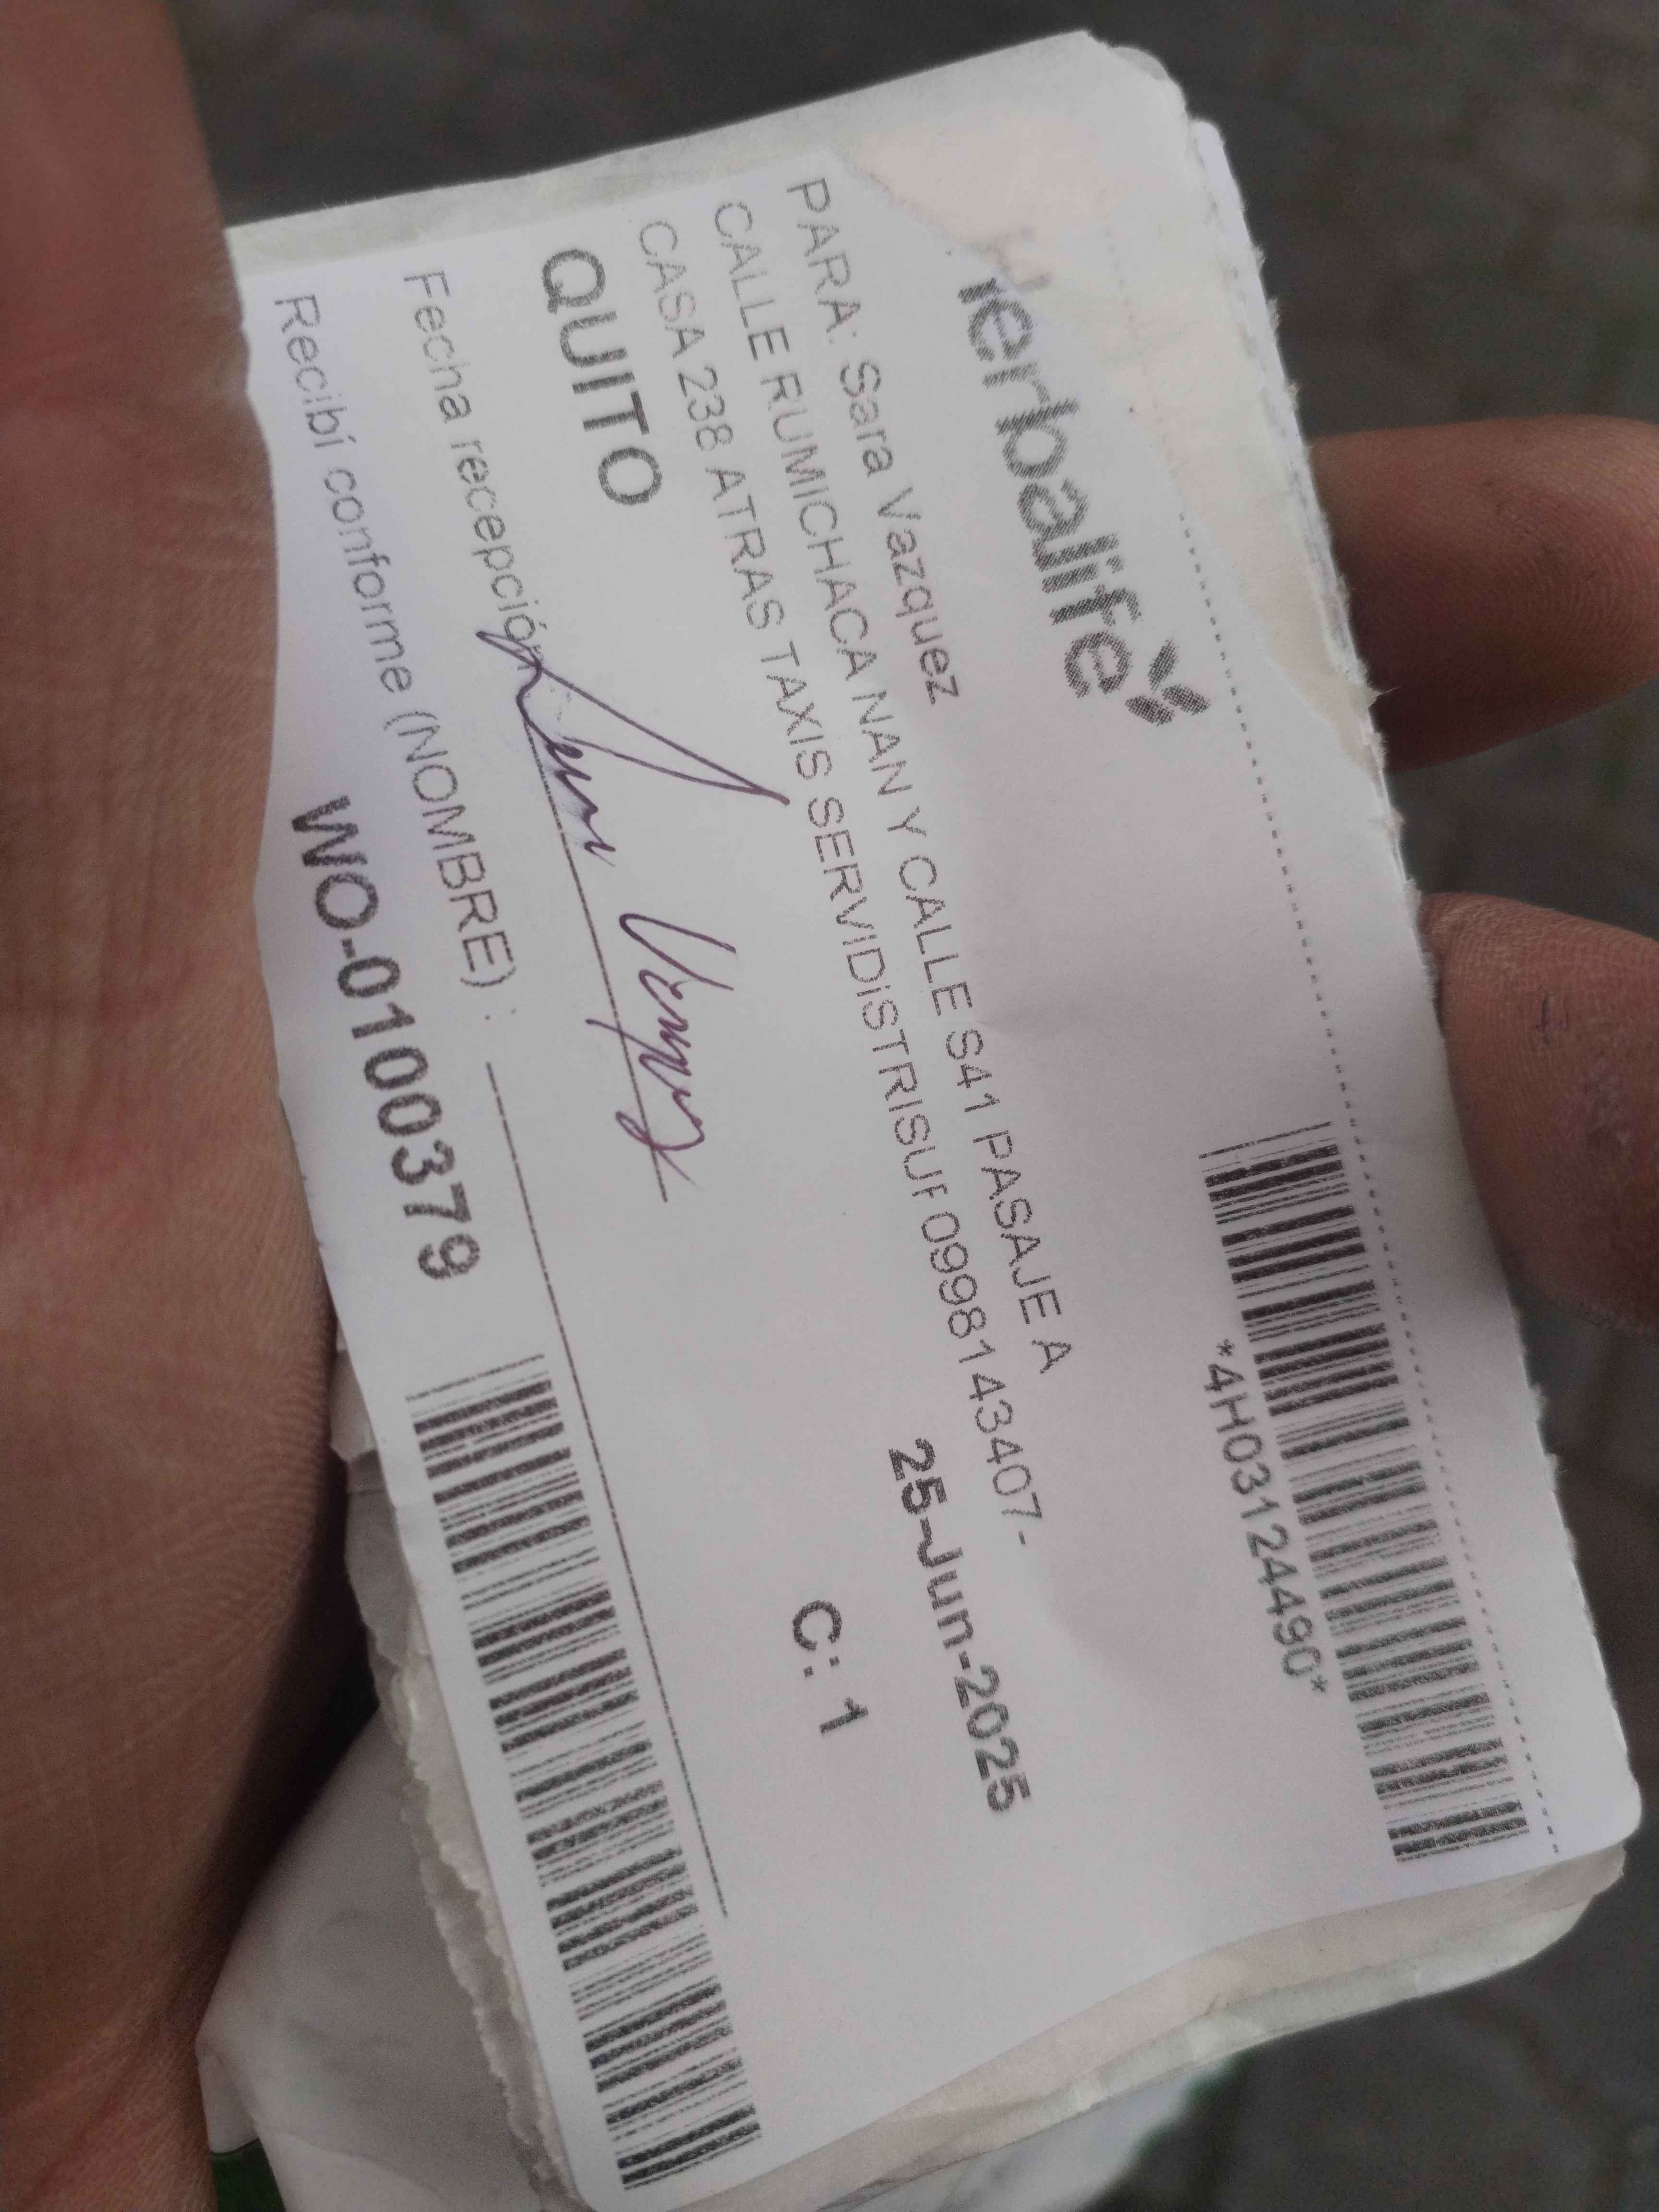 Herbalife
*4H03124490*
PARA: Sara Vazquez
CALLE RUMICHACA NAN Y CALLE S41 PASAJE A
CASA 238 ATRAS TAXIS SERVIDISTRISUR 0998143407-
25-Jun-2025
QUITO
C: 1
Fecha recepción
Recibí conforme (NOMBRE) :
WO-0100379